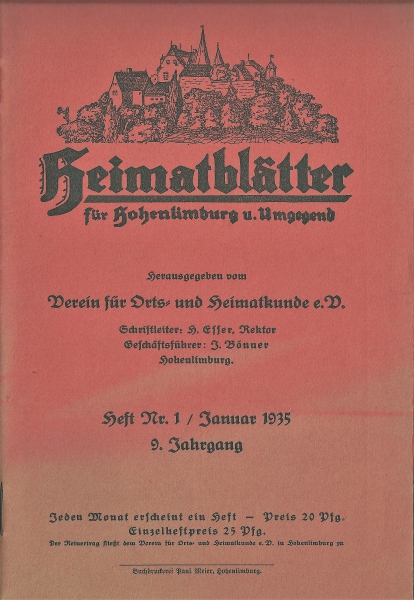 Heimatblätter
für Hohenlimburg u. Umgegend
Herausgegeben vom
Verein für Orts- und Heimatkunde e.V.
Schriftleiter: H. Esser, Rektor
Geschäftsführer: J. Bönner
Hohenlimburg.
Heft Nr. 1 / Januar 1935
9. Jahrgang
Jeden Monat erscheint ein Heft — Preis 20 Pfg.
Einzelheftpreis 25 Pfg.
Der Reinertrag fließt dem Verein für Orts- und Heimatkunde e.V. in Hohenlimburg zu
Buchdruckerei Paul Meier, Hohenlimburg.